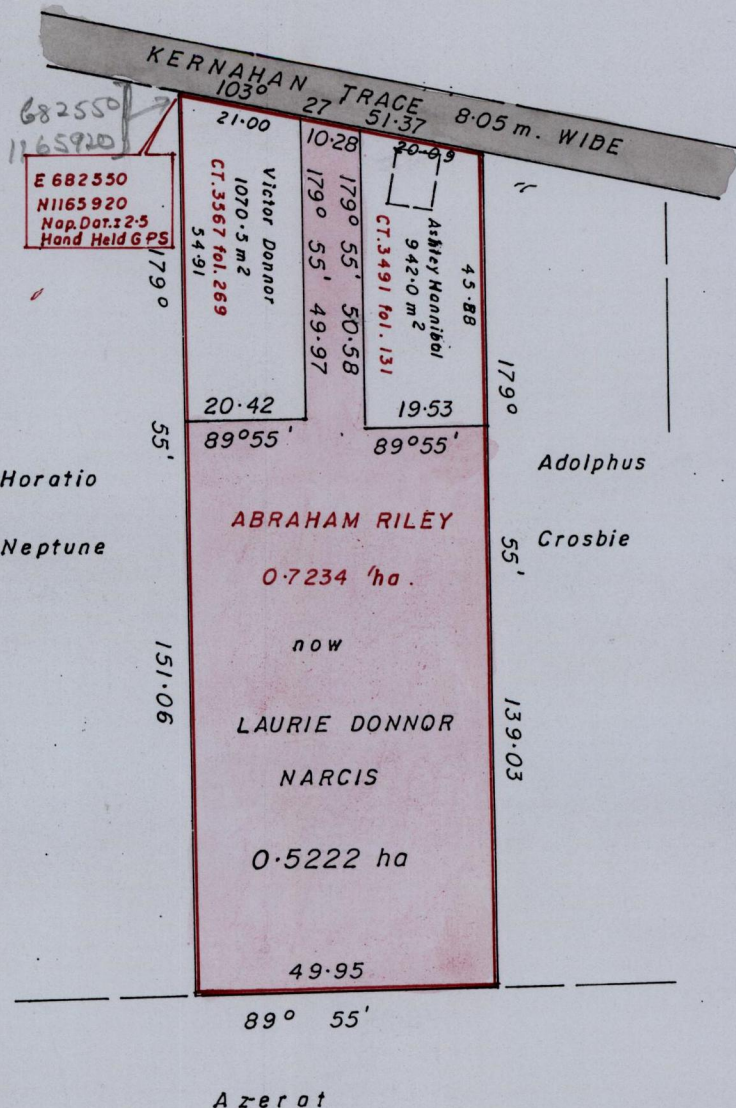 KERNAHAN TRACE 8.05 m. WIDE
103° 27 51.37
682550
1165920
E 682550
N1165920
Nap. Dat. ± 2.5
Hand Held GPS
21.00
10.28
20.09
Victor Donnor
1070.5 m2
CT.3567 fol. 269
54.91
179° 55' 49.97
179° 55' 50.58
Ashley Hannibal
942.0 m2
CT.3491 fol. 131
45.88
20.42
89°55'
19.53
89°55'
179° 55' 151.06
179° 55' 139.03
Horatio
Neptune
Adolphus
Crosbie
ABRAHAM RILEY
0.7234 ha.
now
LAURIE DONNOR
NARCIS
0.5222 ha
49.95
89° 55'
Azerat